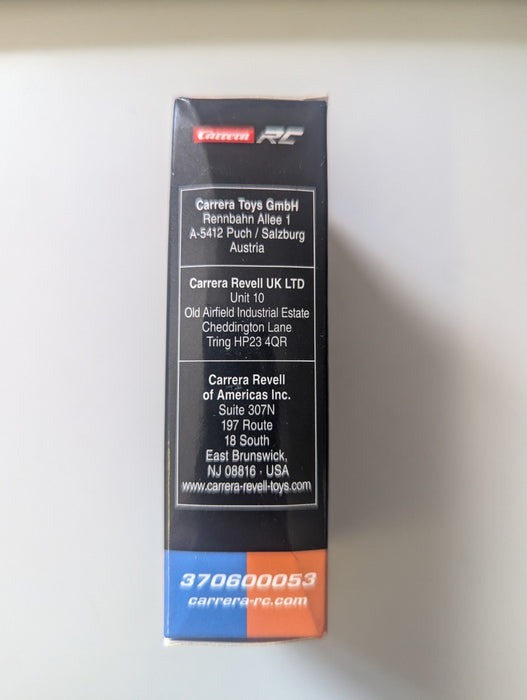 Carrera RC
Carrera Toys GmbH
Rennbahn Allee 1
A-5412 Puch / Salzburg
Austria
Carrera Revell UK LTD
Unit 10
Old Airfield Industrial Estate
Cheddington Lane
Tring HP23 4QR
Carrera Revell
of Americas Inc.
Suite 307N
197 Route
18 South
East Brunswick,
NJ 08816 · USA
www.carrera-revell-toys.com
370600053
carrera-rc.com